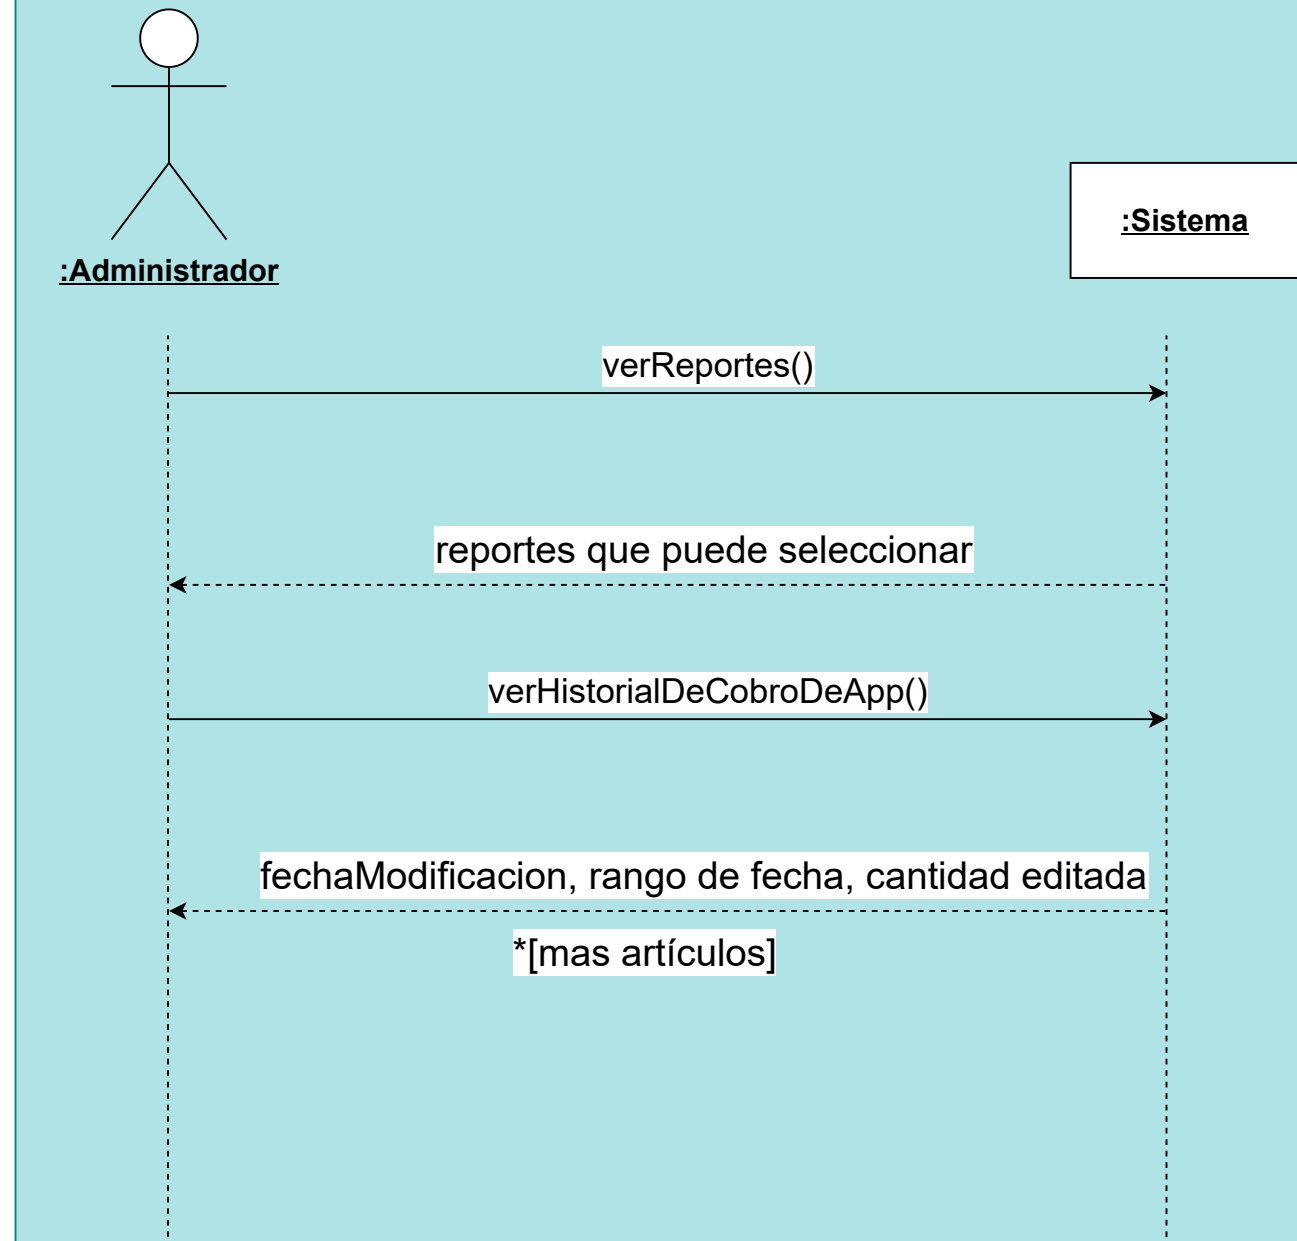 :Administrador
:Sistema
verReportes()
reportes que puede seleccionar
verHistorialDeCobroDeApp()
fechaModificacion, rango de fecha, cantidad editada
*[mas artículos]